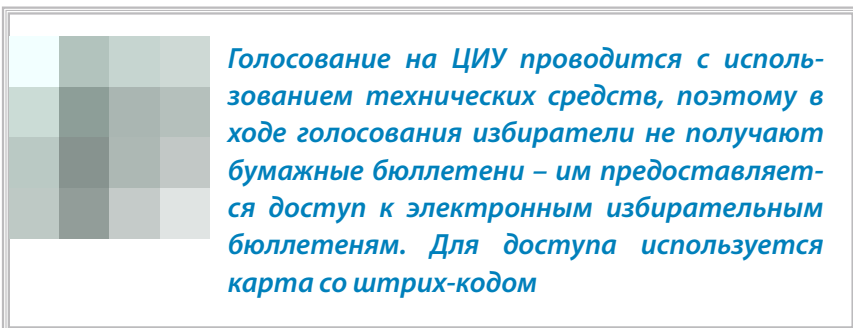 Голосование на ЦИУ проводится с исполь-
зованием технических средств, поэтому в
ходе голосования избиратели не получают
бумажные бюллетени – им предоставляет-
ся доступ к электронным избирательным
бюллетеням. Для доступа используется
карта со штрих-кодом